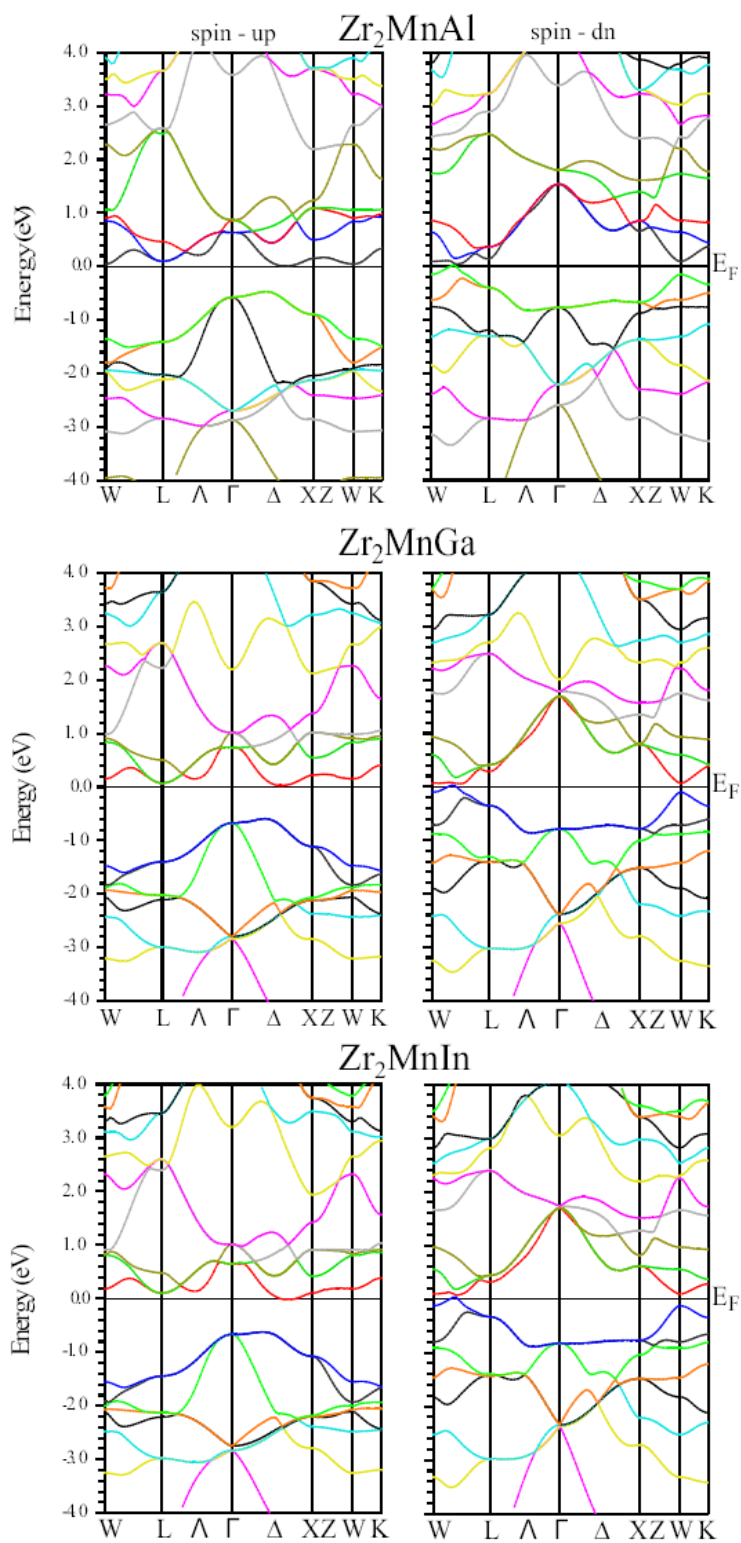 Zr₂MnAl
spin - up
spin - dn
4.0
3.0
2.0
1.0
0.0
-1.0
-2.0
-3.0
-4.0
Energy(eV)
E_F
W L Λ Γ Δ XZ W K
W L Λ Γ Δ XZ W K
Zr₂MnGa
4.0
3.0
2.0
1.0
0.0
-1.0
-2.0
-3.0
-4.0
Energy (eV)
E_F
W L Λ Γ Δ XZ W K
W L Λ Γ Δ XZ W K
Zr₂MnIn
4.0
3.0
2.0
1.0
0.0
-1.0
-2.0
-3.0
-4.0
Energy (eV)
E_F
W L Λ Γ Δ XZ W K
W L Λ Γ Δ XZ W K